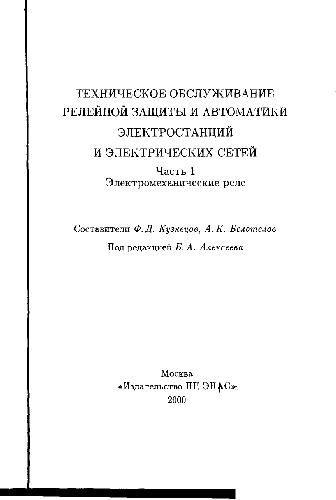 ТЕХНИЧЕСКОЕ ОБСЛУЖИВАНИЕ
РЕЛЕЙНОЙ ЗАЩИТЫ И АВТОМАТИКИ
ЭЛЕКТРОСТАНЦИЙ
И ЭЛЕКТРИЧЕСКИХ СЕТЕЙ
Часть 1
Электромеханические реле
Составители Ф. Д. Кузнецов, А. К. Белотелов
Под редакцией Б. А. Алексеева
Москва
«Издательство НЦ ЭНАС»
2000